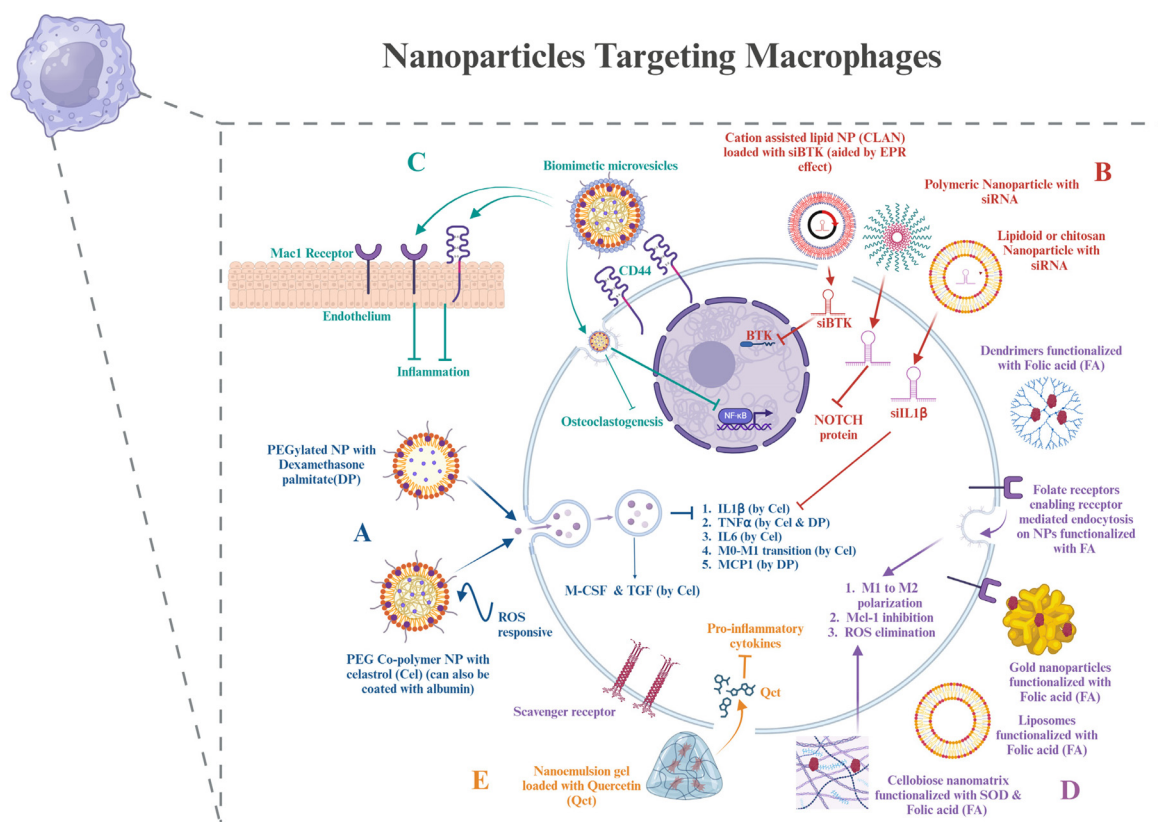 Nanoparticles Targeting Macrophages
C
Biomimetic microvesicles
Mac1 Receptor
CD44
Endothelium
Inflammation
Osteoclastogenesis
Cation assisted lipid NP (CLAN)
loaded with siBTK (aided by EPR
effect)
B
Polymeric Nanoparticle with
siRNA
Lipidoid or chitosan
Nanoparticle with
siRNA
siBTK
BTK
NF-κB
NOTCH
protein
siIL1β
Dendrimers functionalized
with Folic acid (FA)
PEGylated NP with
Dexamethasone
palmitate(DP)
A
ROS
responsive
PEG Co-polymer NP with
celastrol (Cel) (can also be
coated with albumin)
1. IL1β (by Cel)
2. TNFα (by Cel & DP)
3. IL6 (by Cel)
4. M0-M1 transition (by Cel)
5. MCP1 (by DP)
M-CSF & TGF (by Cel)
Folate receptors
enabling receptor
mediated endocytosis
on NPs functionalized
with FA
1. M1 to M2
polarization
2. Mcl-1 inhibition
3. ROS elimination
Gold nanoparticles
functionalized with
Folic acid (FA)
Liposomes
functionalized with
Folic acid (FA)
Pro-inflammatory
cytokines
Qct
Scavenger receptor
E
Nanoemulsion gel
loaded with Quercetin
(Qct)
Cellobiose nanomatrix
functionalized with SOD &
Folic acid (FA)
D